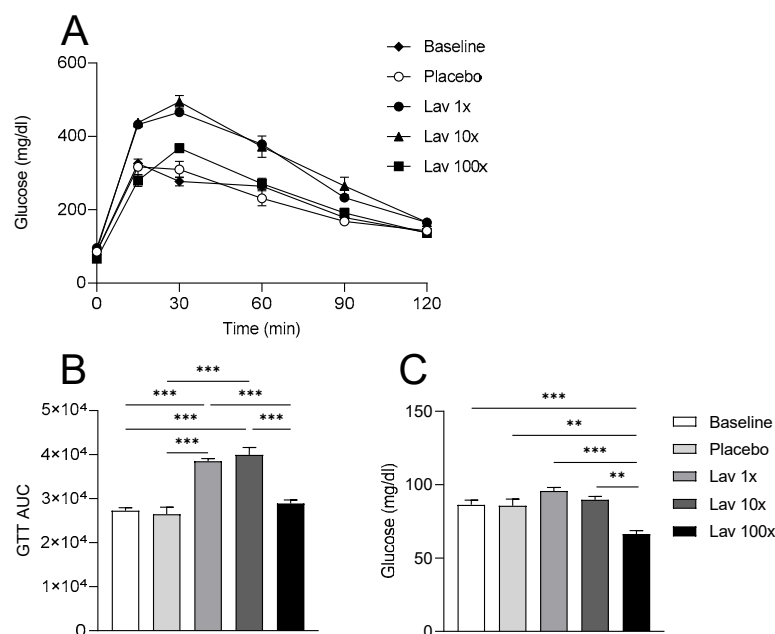 A
Baseline
Placebo
Lav 1x
Lav 10x
Lav 100x
Glucose (mg/dl)
600
400
200
0
0 30 60 90 120
Time (min)
B
***
*** ***
*** ***
***
GTT AUC
5×10⁴
4×10⁴
3×10⁴
2×10⁴
1×10⁴
0
C
***
**
***
**
Glucose (mg/dl)
150
100
50
0
Baseline
Placebo
Lav 1x
Lav 10x
Lav 100x